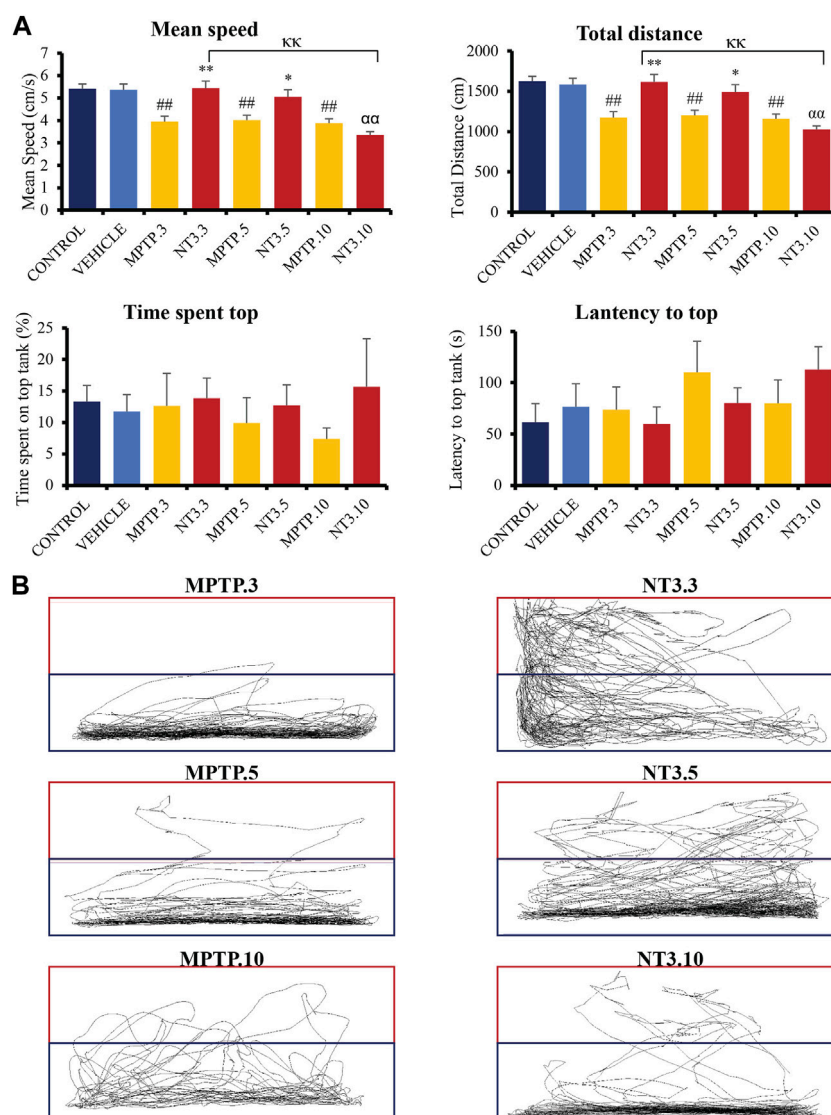 A
Mean speed
κκ
Mean Speed (cm/s)
7
6
5
4
3
2
1
0
##
**
##
*
##
αα
CONTROL
VEHICLE
MPTP.3
NT3.3
MPTP.5
NT3.5
MPTP.10
NT3.10
Total distance
κκ
Total Distance (cm)
2000
1500
1000
500
0
##
**
##
*
##
αα
CONTROL
VEHICLE
MPTP.3
NT3.3
MPTP.5
NT3.5
MPTP.10
NT3.10
Time spent top
Time spent on top tank (%)
25
20
15
10
5
0
CONTROL
VEHICLE
MPTP.3
NT3.3
MPTP.5
NT3.5
MPTP.10
NT3.10
Lantency to top
Latency to top tank (s)
150
100
50
0
CONTROL
VEHICLE
MPTP.3
NT3.3
MPTP.5
NT3.5
MPTP.10
NT3.10
B
MPTP.3
NT3.3
MPTP.5
NT3.5
MPTP.10
NT3.10